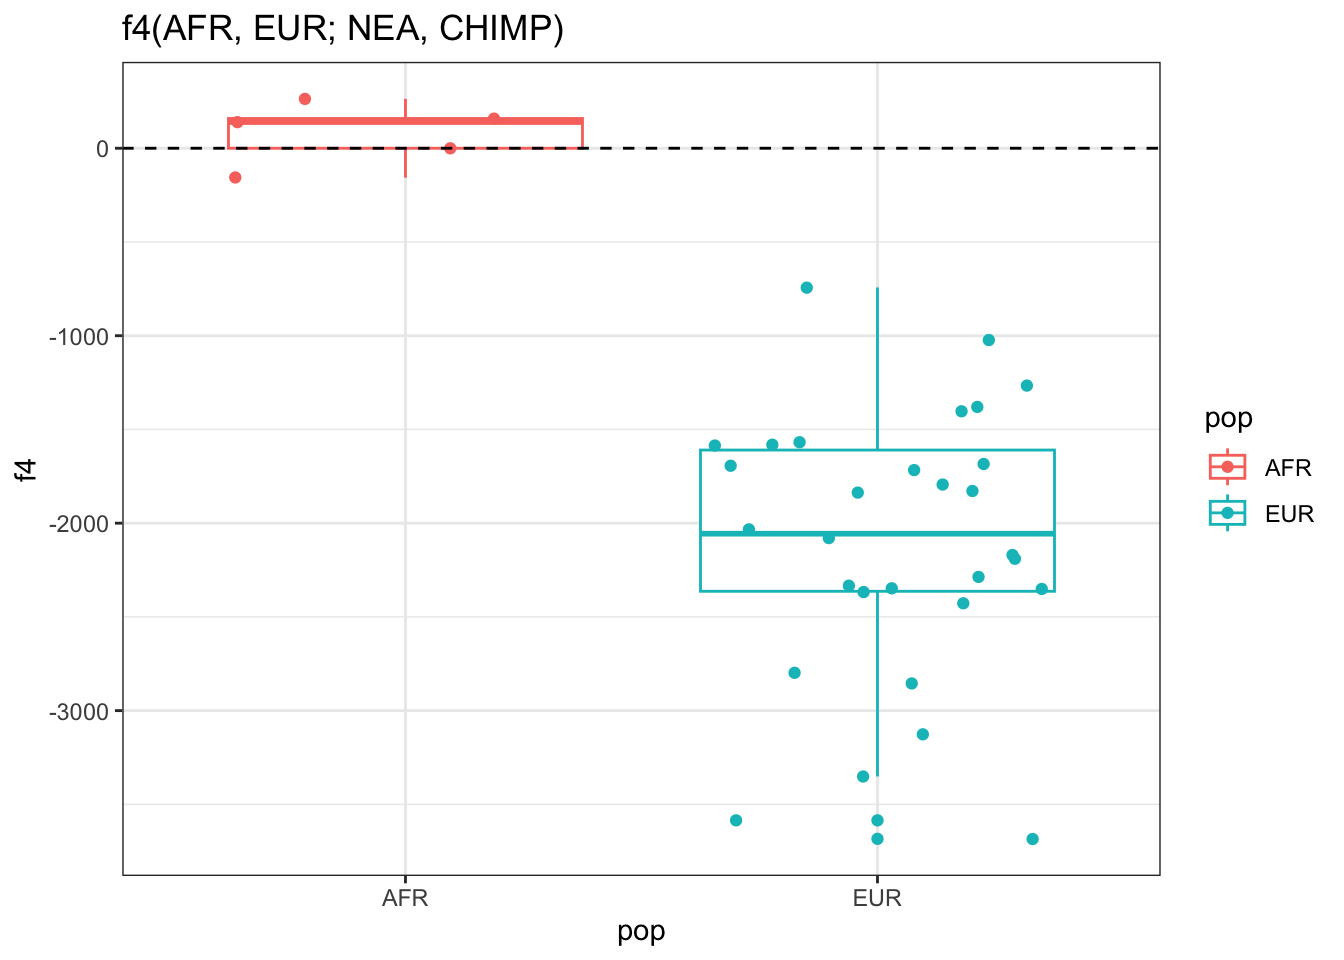 f4(AFR, EUR; NEA, CHIMP)
0
-1000
-2000
-3000
f4
AFR
EUR
pop
pop
AFR
EUR